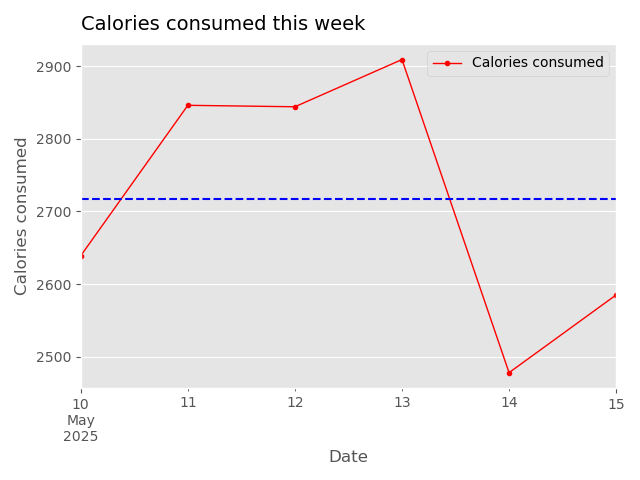 Calories consumed this week
Calories consumed
2900
2800
2700
2600
2500
Calories consumed
10 11 12 13 14 15
May
2025
Date